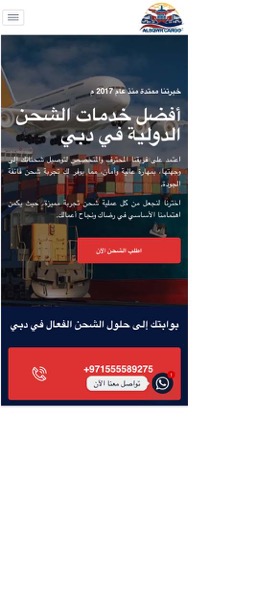 ALSQWH CARGO
خبرتنا ممتدة منذ عام 2017 م
أفضل خدمات الشحن
الدولية في دبي
اعتمد على فريقنا المحترف والمتخصص لتوصيل شحناتك إلى
وجهتها، بمهارة عالية وأمان، مما يوفر لك تجربة شحن فائقة
الجودة.
اخترنا لنجعل من كل عملية شحن تجربة مميزة، حيث يكمن
اهتمامنا الأساسي في رضاك ونجاح أعمالك.
اطلب الشحن الآن
بوابتك إلى حلول الشحن الفعال في دبي
+971555589275
تواصل معنا الآن
1